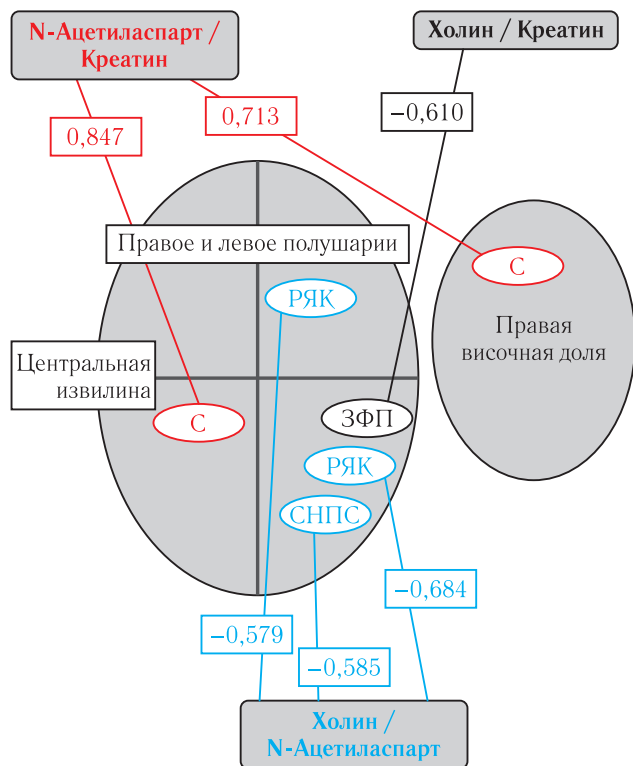 N-Ацетиласпарт /
Креатин
Холин / Креатин
0,847
0,713
−0,610
Правое и левое полушарии
С
РЯК
Правая
височная доля
Центральная
извилина
С
ЗФП
РЯК
СНПС
−0,684
−0,579
−0,585
Холин /
N-Ацетиласпарт